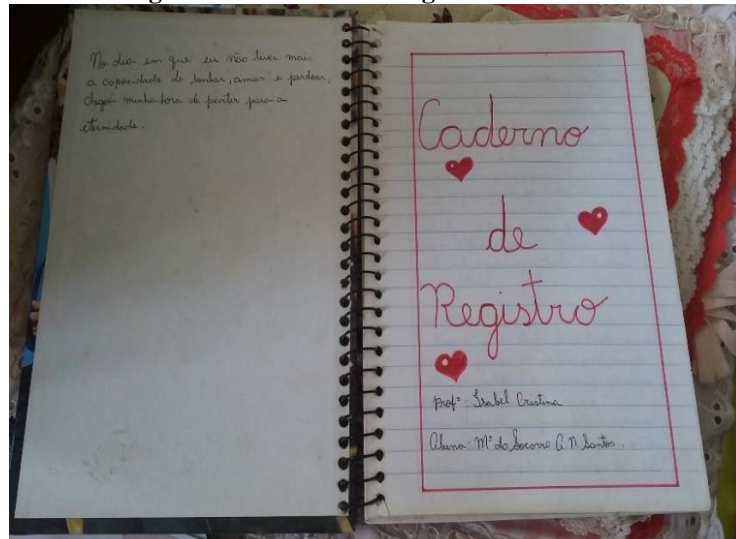 No dia em que eu não tiver mais
a capacidade de sonhar, amar e perdoar,
chegou minha hora de partir para a
eternidade.
Caderno
de
Registro
profª: Isabel Cristina
Aluna: Mª do Socorro G. N. Santos.